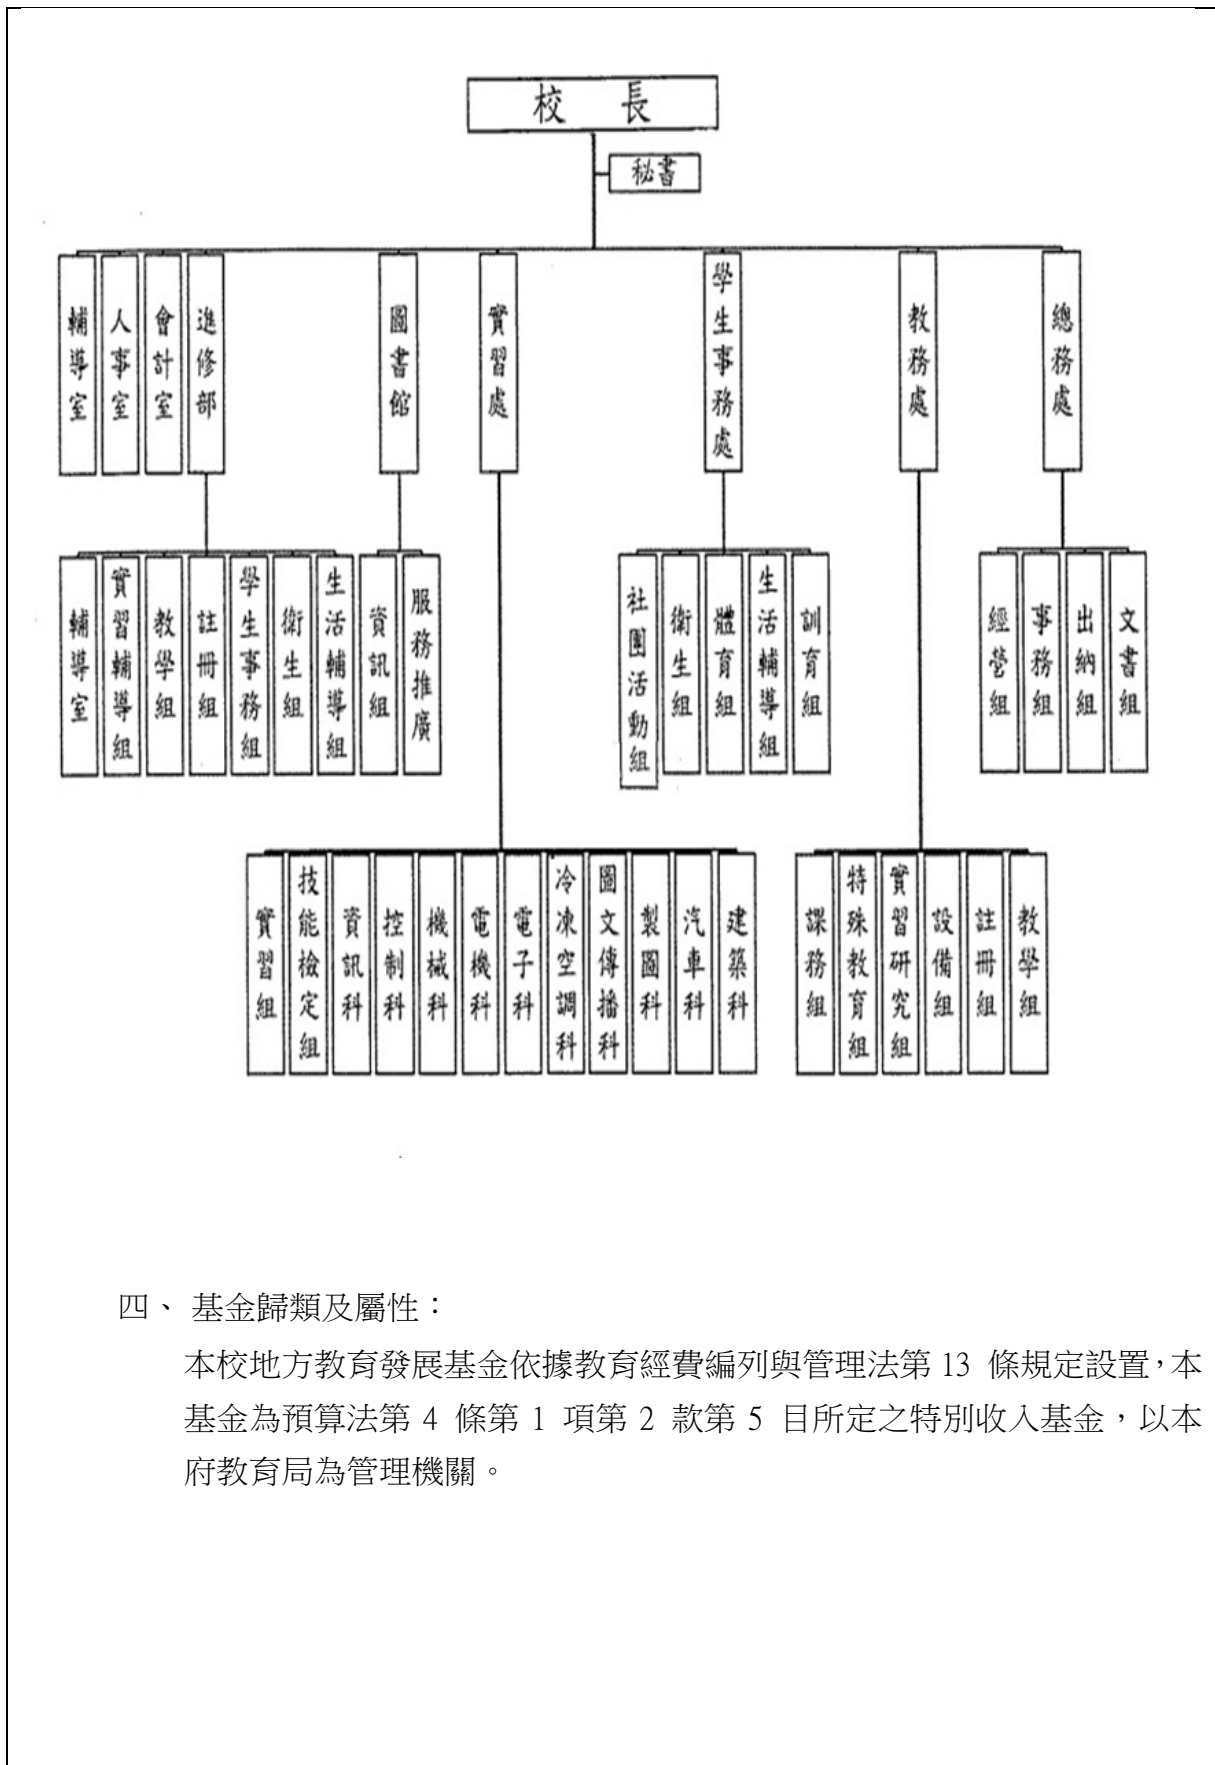 校長
秘書
輔導室
人事室
會計室
進修部
圖書館
實習處
學生事務處
教務處
總務處
輔導室
實習輔導組
教學組
註冊組
學生事務組
衛生組
生活輔導組
資訊組
服務推廣
社團活動組
衛生組
體育組
生活輔導組
訓育組
經營組
事務組
出納組
文書組
實習組
技能檢定組
資訊科
控制科
機械科
電機科
電子科
冷凍空調科
圖文傳播科
製圖科
汽車科
建築科
課務組
特殊教育組
實習研究組
設備組
註冊組
教學組
四、 基金歸類及屬性：
本校地方教育發展基金依據教育經費編列與管理法第 13 條規定設置，本
基金為預算法第 4 條第 1 項第 2 款第 5 目所定之特別收入基金，以本
府教育局為管理機關。